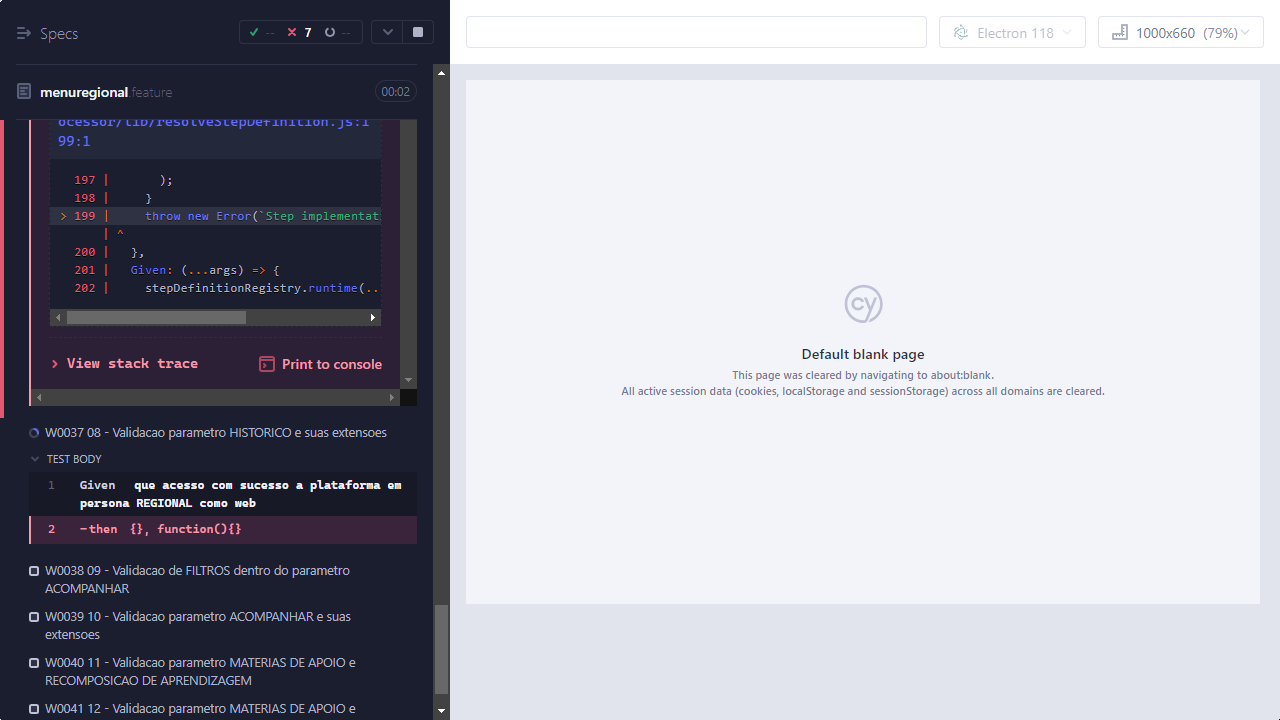 Specs
--
7
--
Electron 118
1000x660 (79%)
menuregional.feature
00:02
ocessor/lib/resolveStepDefinition.js:1
99:1
197 | );
198 | }
> 199 | throw new Error(`Step implementat
| ^
200 | },
201 | Given: (...args) => {
202 | stepDefinitionRegistry.runtime(..
View stack trace
Print to console
W0037 08 - Validacao parametro HISTORICO e suas extensoes
TEST BODY
1 Given que acesso com sucesso a plataforma em
persona REGIONAL como web
2 -then {}, function(){}
W0038 09 - Validacao de FILTROS dentro do parametro
ACOMPANHAR
W0039 10 - Validacao parametro ACOMPANHAR e suas
extensoes
W0040 11 - Validacao parametro MATERIAS DE APOIO e
RECOMPOSICAO DE APRENDIZAGEM
W0041 12 - Validacao parametro MATERIAS DE APOIO e
cy
Default blank page
This page was cleared by navigating to about:blank.
All active session data (cookies, localStorage and sessionStorage) across all domains are cleared.